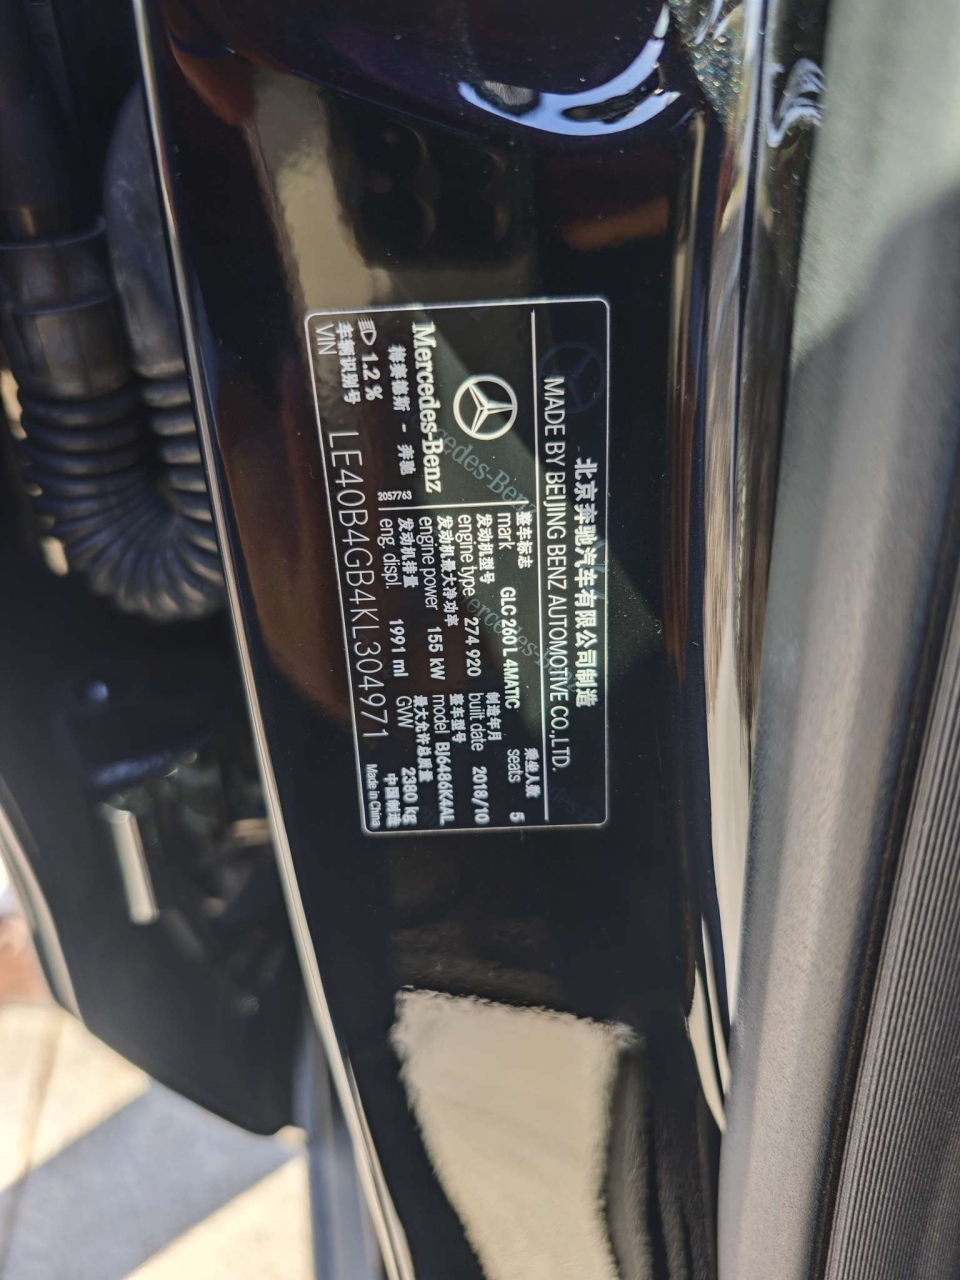 北京奔驰汽车有限公司制造
MADE BY BEIJING BENZ AUTOMOTIVE CO.,LTD.
Mercedes-Benz
梅赛德斯 - 奔驰
2057763
1.2 %
整车标志
mark GLC 260 L 4MATIC
乘坐人数
seats 5
发动机型号
engine type 274 920
制造年月
built date 2018/10
发动机最大净功率
engine power 155 kW
整车型号
model BJ6486K4AL
发动机排量
eng. displ. 1991 ml
最大允许总质量
GVW 2380 kg
车辆识别号
VIN LE40B4GB4KL304971
中国制造
Made in China